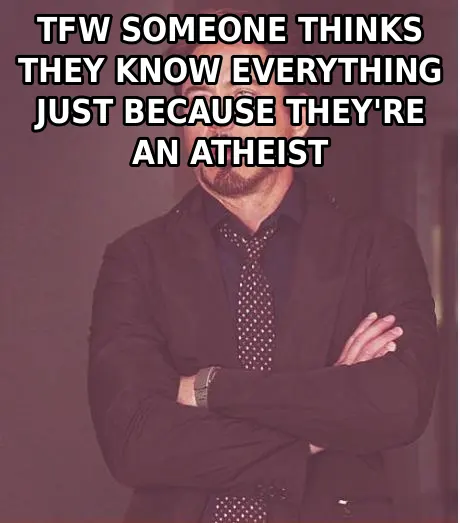 TFW SOMEONE THINKS
THEY KNOW EVERYTHING
JUST BECAUSE THEY'RE
AN ATHEIST